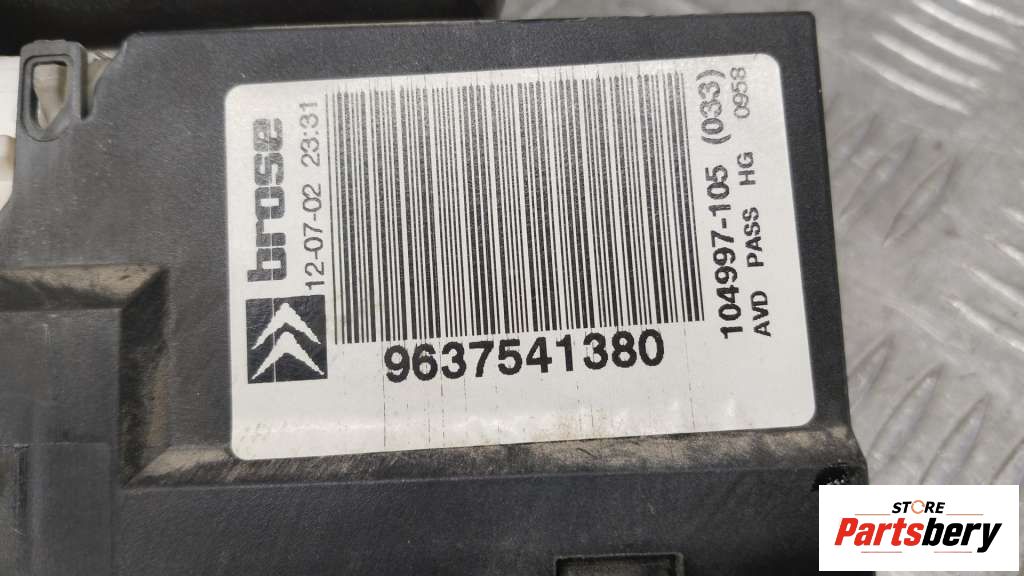 brose
12-07-02 23:31
9637541380
104997-105 (033)
AVD PASS HG 0958
STORE
Partsbery